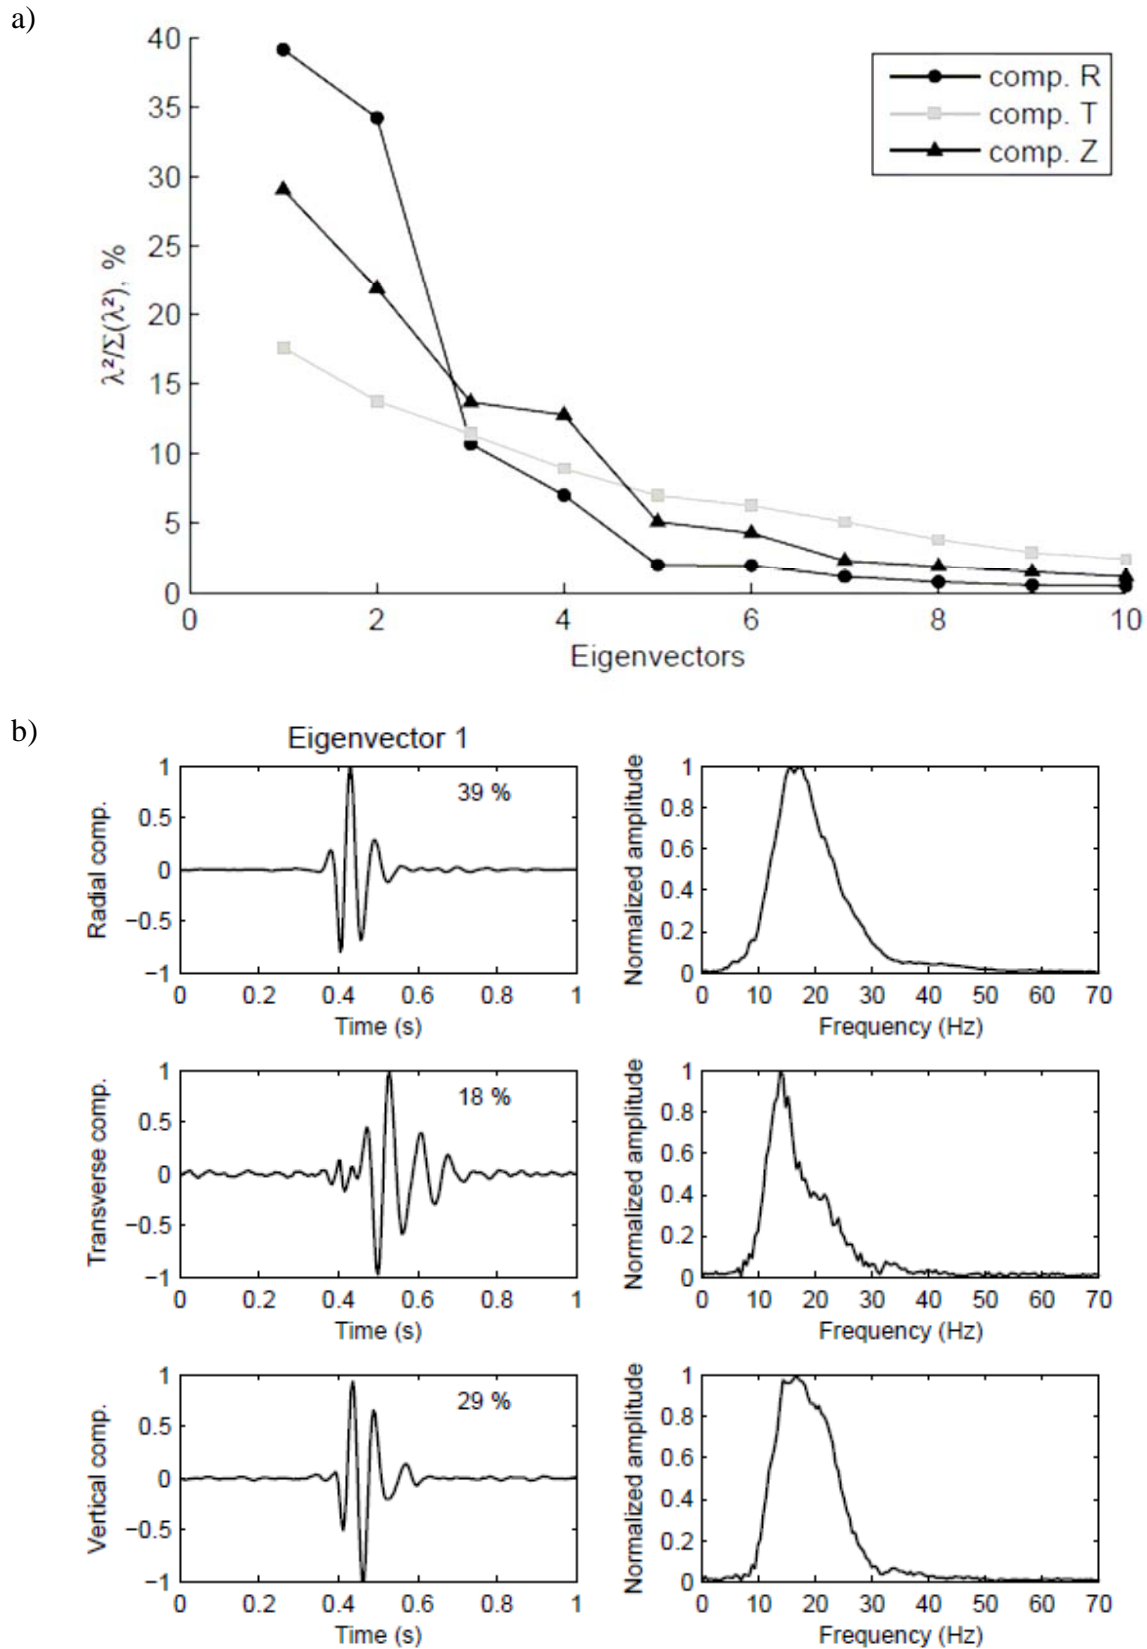 a)
40
35
30
25
20
15
10
5
0
λ²/Σ(λ²), %
comp. R
comp. T
comp. Z
0 2 4 6 8 10
Eigenvectors
b)
Eigenvector 1
Radial comp.
1
0.5
0
−0.5
−1
39 %
0 0.2 0.4 0.6 0.8 1
Time (s)
Normalized amplitude
1
0.8
0.6
0.4
0.2
0
0 10 20 30 40 50 60 70
Frequency (Hz)
Transverse comp.
1
0.5
0
−0.5
−1
18 %
0 0.2 0.4 0.6 0.8 1
Time (s)
Normalized amplitude
1
0.8
0.6
0.4
0.2
0
0 10 20 30 40 50 60 70
Frequency (Hz)
Vertical comp.
1
0.5
0
−0.5
−1
29 %
0 0.2 0.4 0.6 0.8 1
Time (s)
Normalized amplitude
1
0.8
0.6
0.4
0.2
0
0 10 20 30 40 50 60 70
Frequency (Hz)